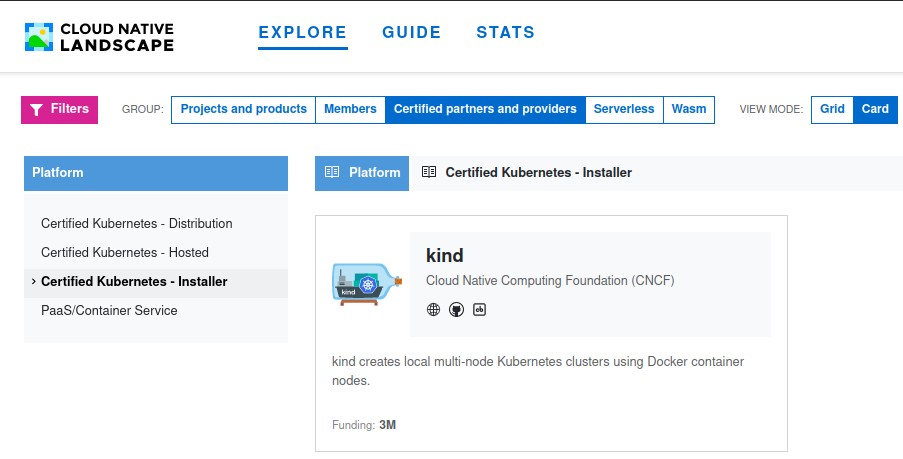 CLOUD NATIVE
LANDSCAPE
EXPLORE GUIDE STATS
Filters GROUP: Projects and products Members Certified partners and providers Serverless Wasm VIEW MODE: Grid Card
Platform
Certified Kubernetes - Distribution
Certified Kubernetes - Hosted
› Certified Kubernetes - Installer
PaaS/Container Service
Platform Certified Kubernetes - Installer
kind
kind
Cloud Native Computing Foundation (CNCF)
cb
kind creates local multi-node Kubernetes clusters using Docker container
nodes.
Funding: 3M